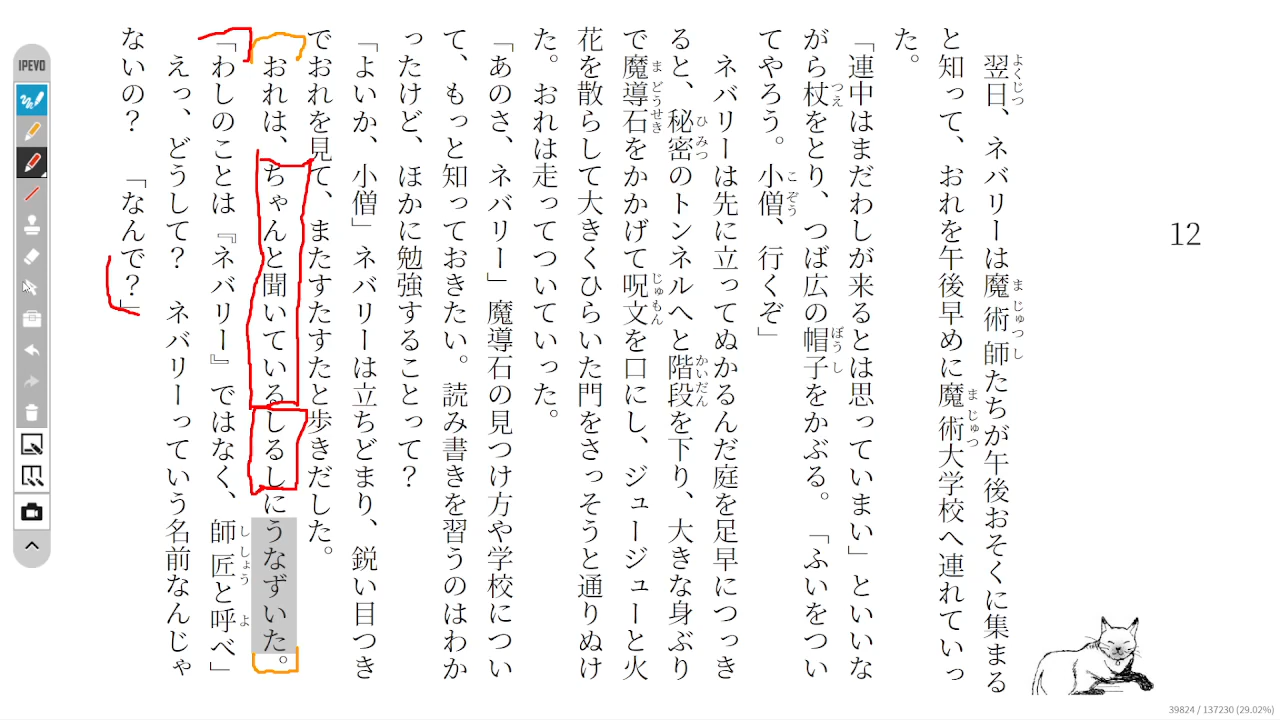 12
翌日、ネバリーは魔術師たちが午後おそくに集まる
と知って、おれを午後早めに魔術大学校へ連れていっ
た。
「連中はまだわしが来るとは思っていまい」といいな
がら杖をとり、つば広の帽子をかぶる。「ふいをつい
てやろう。小僧、行くぞ」
ネバリーは先に立ってぬかるんだ庭を足早につっき
ると、秘密のトンネルへと階段を下り、大きな身ぶり
で魔導石をかかげて呪文を口にし、ジュージューと火
花を散らして大きくひらいた門をさっそうと通りぬけ
た。おれは走ってついていった。
「あのさ、ネバリー」魔導石の見つけ方や学校につい
て、もっと知っておきたい。読み書きを習うのはわか
ったけど、ほかに勉強することって？
「よいか、小僧」ネバリーは立ちどまり、鋭い目つき
でおれを見て、またすたすたと歩きだした。
おれは、ちゃんと聞いているしるしにうなずいた。
「わしのことは『ネバリー』ではなく、師匠と呼べ」
えっ、どうして？　ネバリーっていう名前なんじゃ
ないの？　「なんで？」
IPEVO
39824 / 137230 (29.02%)